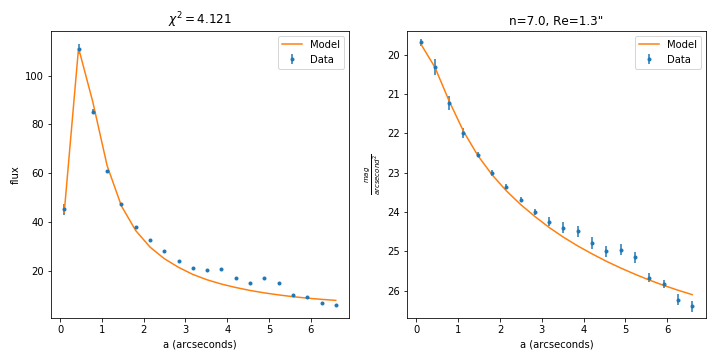 χ² = 4.121
Model
Data
flux
100
80
60
40
20
0 1 2 3 4 5 6
a (arcseconds)
n=7.0, Re=1.3"
Model
Data
mag/arcsecond²
20
21
22
23
24
25
26
0 1 2 3 4 5 6
a (arcseconds)